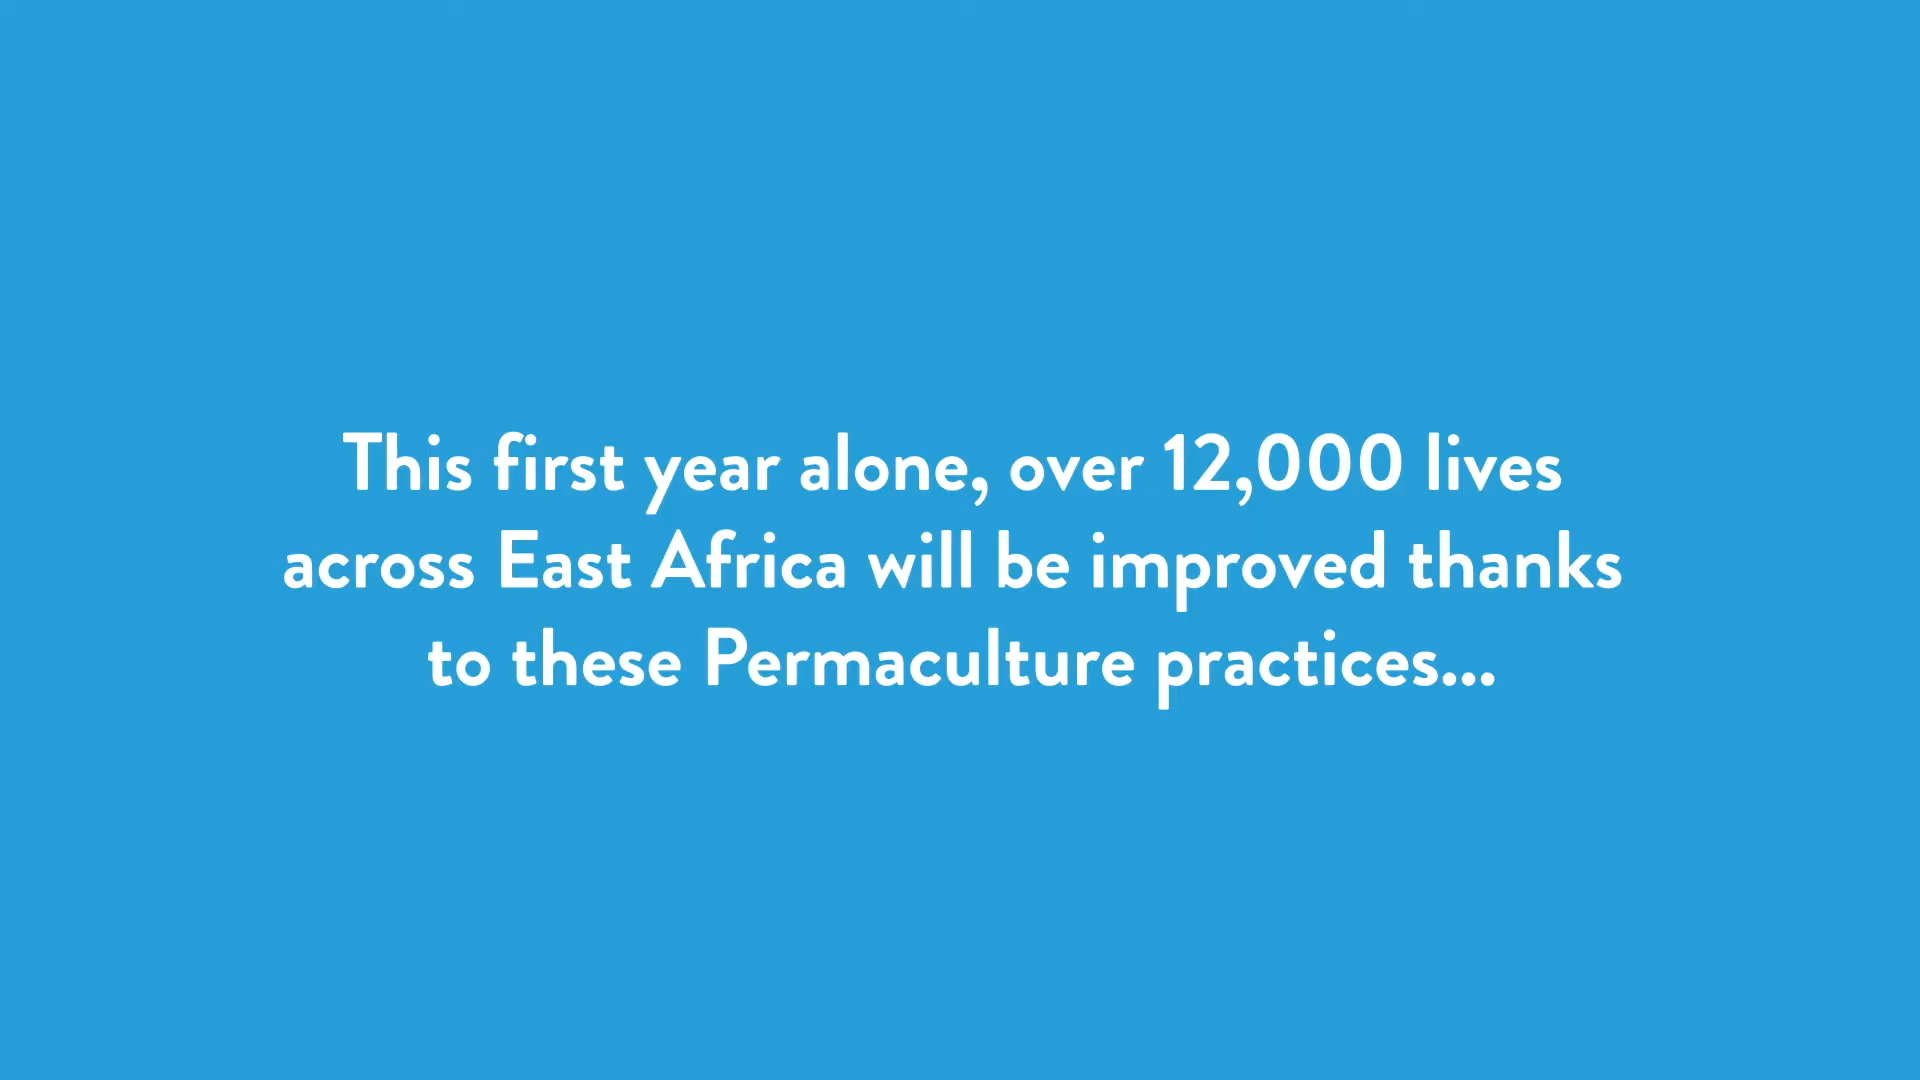 This first year alone, over 12,000 lives
across East Africa will be improved thanks
to these Permaculture practices...